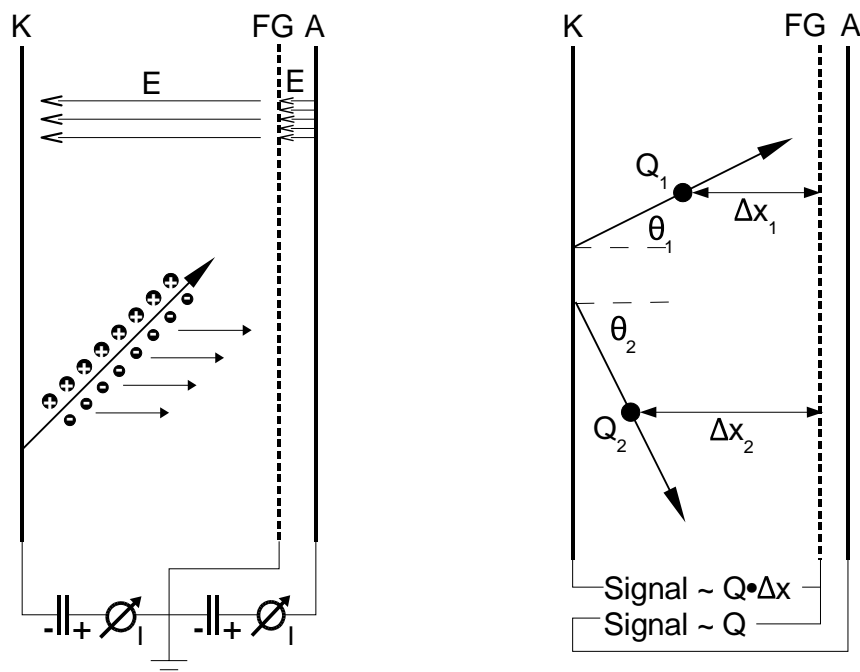 K FG A K FG A
E E
Q₁
θ₁ Δx₁
θ₂
Q₂ Δx₂
Signal ~ Q•Δx
- + I - + I Signal ~ Q